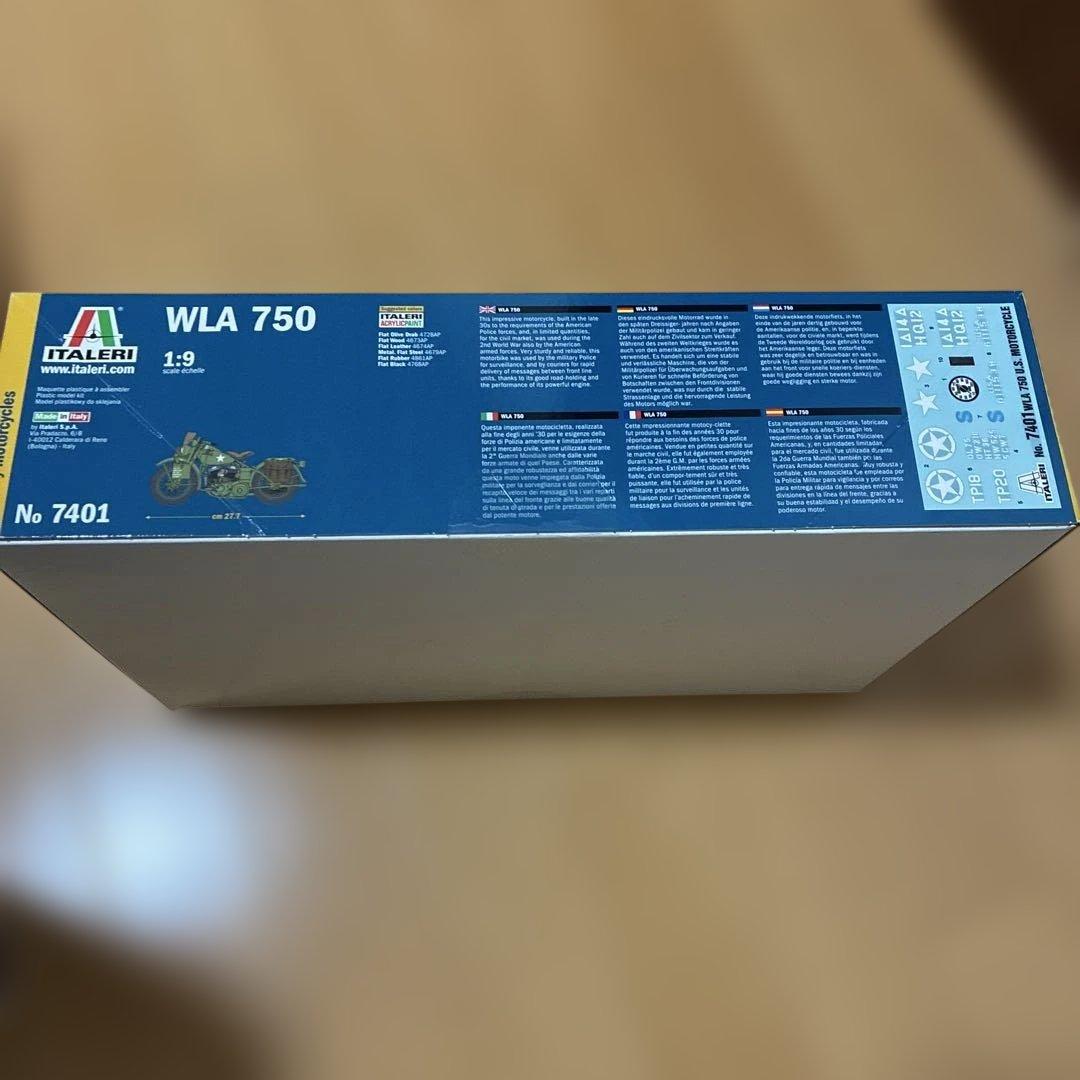 Motorcycles
ITALERI
www.italeri.com
WLA 750
1:9
scale échelle
Maquette plastique à assembler
Plastic model kit
Model plastikowy do sklejania
Made in Italy
by Italeri S.p.A.
Via Pradazzo, 6/8
I-40012 Calderara di Reno
(Bologna) - Italy
No 7401
cm 27.7
Suggested colors
ITALERI
ACRYLICPAINT
Flat Olive Drab 4728AP
Flat Wood 4673AP
Flat Leather 4674AP
Metal. Flat Steel 4679AP
Flat Rubber 4861AP
Flat Black 4768AP
WLA 750
This impressive motorcycle, built in the late
30s to the requirements of the American
Police forces, and, in limited quantities,
for the civil market, was used during the
2nd World War also by the American
armed forces. Very sturdy and reliable, this
motorbike was used by the military Police
for surveillance, and by couriers for rapid
delivery of messages between front line
units, thanks to its good road-holding and
the performance of its powerful engine.
WLA 750
Dieses eindrucksvolle Motorrad wurde in
den späten Dreissiger- jahren nach Angaben
der Militärpolizei gebaut und kam in geringer
Zahl auch auf dem Zivilsektor zum Verkauf.
Während des zweiten Weltkrieges wurde es
auch von den amerikanischen Streitkräften
verwendet. Es handelt sich um eine stabile
und verlässliche Maschine, die von der
Militärpolizei für Überwachungsaufgaben und
von Kurieren für schnelle Beförderung von
Botschaften zwischen den Frontdivisionen
verwendet wurde, was nur durch die stabile
Strassenlage und die hervorragende Leistung
des Motors möglich war.
WLA 750
Deze indrukwekkende motorfiets, in het
einde van de jaren dertig gebouwd voor
de Amerikaanse politie, en, in beperkte
aantallen, voor de civiele markt, werd tijdens
de Tweede Wereldoorlog ook gebruikt door
het Amerikaanse leger. Deze motorfiets
was zeer degelijk en betrouwbaar en was in
gebruik bij de militaire politie en bij eenheden
aan het front voor snelle koeriers-diensten,
waar hij goede diensten bewees dankzij zijn
goede wegligging en sterke motor.
WLA 750
Questa imponente motocicletta, realizzata
alla fine degli anni '30 per le esigenze della
forze di Polizia americane e limitatamente
per il mercato civile, venne utilizzata durante
la 2ª Guerra Mondiale anche dalle varie
forze armate di quel Paese. Caratterizzata
da una grande robustezza ed affidabilità
questa moto venne impiegata dalla Polizia
militare per la sorveglianza e dai corrieri per il
recapito veloce dei messaggi tra i vari reparti
sulla linea del fronte grazie alle buone qualità
di tenuta di strada e per le prestazioni offerte
dal potente motore.
WLA 750
Cette impressionnante motocy-clette
fut produite à la fin des années 30 pour
répondre aux besoins des forces de police
américaines. Vendue en petites quantité sur
le marche civil, elle fut également employée
durant la 2ème G.M. par les forces armées
américaines. Extrêmement robuste et très
fiable, d'un comportement sûr et très
puissante, elle fut utilisée par la police
militaire pour la surveillance et les unités
de liaison pour l'acheminement rapide de
messages aux divisions de première ligne.
WLA 750
Esta impresionante motocicleta, fabricada
hacia fines de los años 30 según los
requerimientos de las Fuerzas Policiales
Americanas, y, en cantidades limitadas,
para el mercado civil, fue utilizada durante
la 2da Guerra Mundial también por las
Fuerzas Armadas Americanas. Muy robusta y
confiable, esta motocicleta fue empleada por
la Policía Militar para vigilancia y por correos
para entrega rápida de mensajes entre las
divisiones en la línea del frente, gracias a
su buena estabilidad y el desempeño de su
poderoso motor.
114A
HQ12
114A
HQ12
S
S
TP18
TP20
ITALERI
No. 7401 WLA 750 U.S. MOTORCYCLE